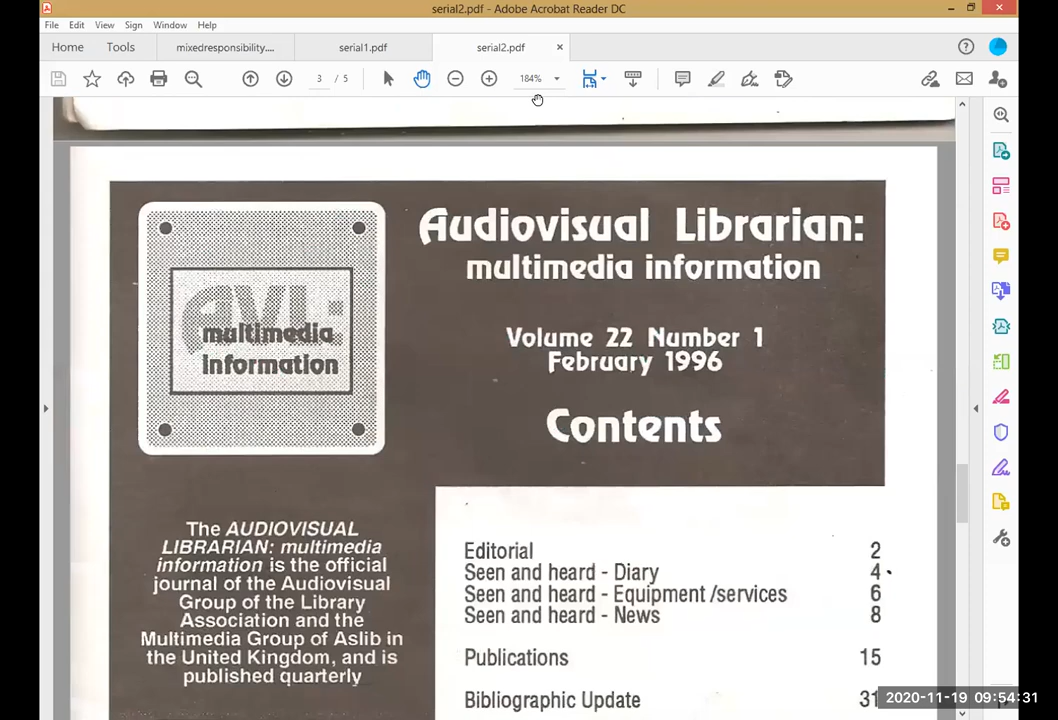 serial2.pdf - Adobe Acrobat Reader DC
File Edit View Sign Window Help
Home Tools mixedresponsibility.... serial1.pdf serial2.pdf
3 / 5 184%
Audiovisual Librarian:
multimedia information
Volume 22 Number 1
February 1996
Contents
AVL:
multimedia
information
The AUDIOVISUAL
LIBRARIAN: multimedia
information is the official
journal of the Audiovisual
Group of the Library
Association and the
Multimedia Group of Aslib in
the United Kingdom, and is
published quarterly
Editorial 2
Seen and heard - Diary 4
Seen and heard - Equipment /services 6
Seen and heard - News 8
Publications 15
Bibliographic Update 31
2020-11-19 09:54:31